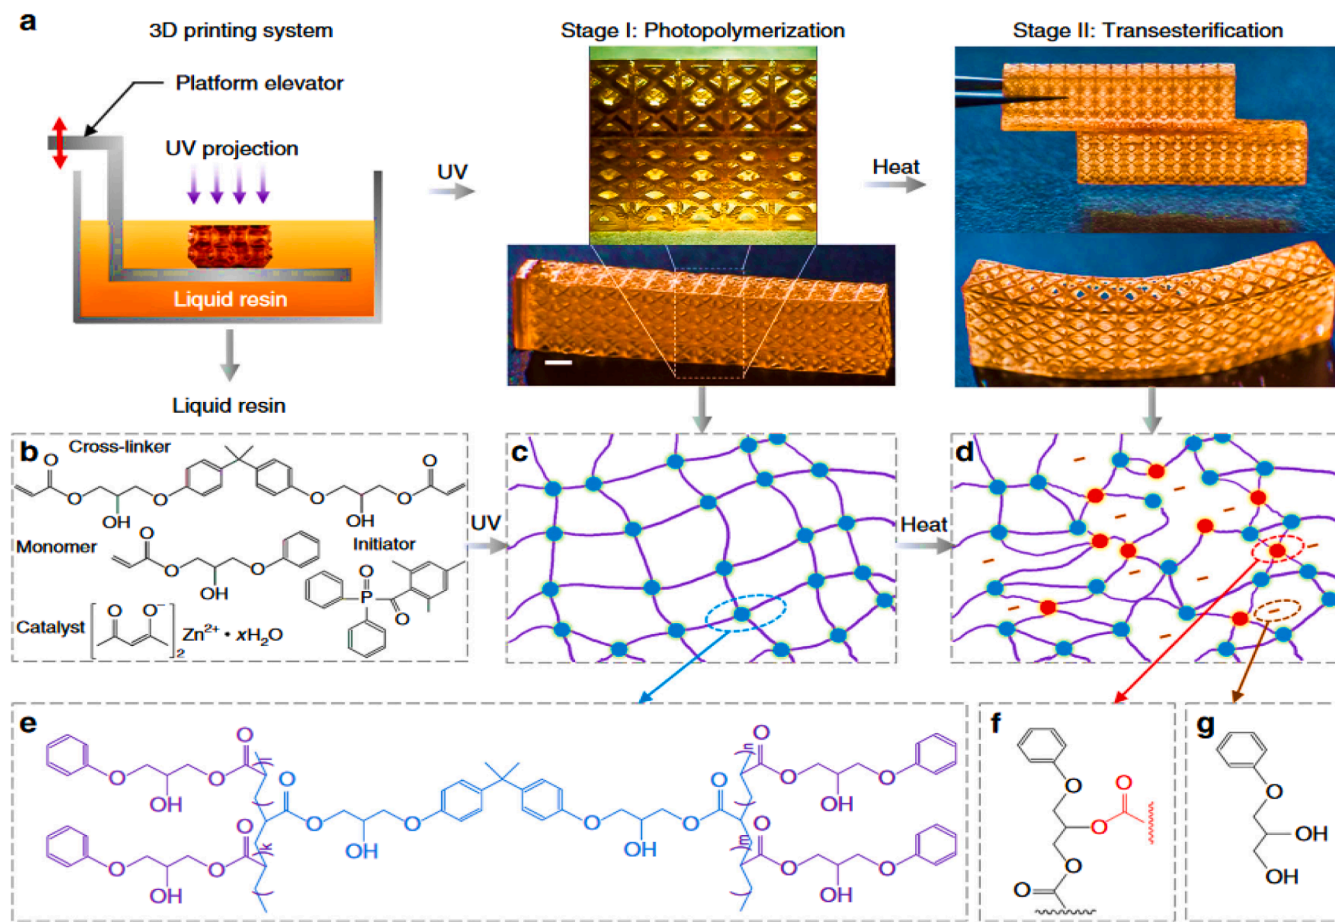 a
3D printing system
Stage I: Photopolymerization
Stage II: Transesterification
Platform elevator
UV projection
UV
Heat
Liquid resin
Liquid resin
b
Cross-linker
O
O
O
O
O
O
OH
OH
Monomer
O
O
O
OH
Initiator
O
P
O
Catalyst
O
O⁻
2
Zn²⁺ • xH₂O
UV
c
Heat
d
e
O
O
O
OH
l
O
O
O
OH
k
O
O
O
OH
O
OH
O
O
n
O
O
O
OH
m
O
O
O
OH
f
O
O
O
O
O
g
O
OH
OH